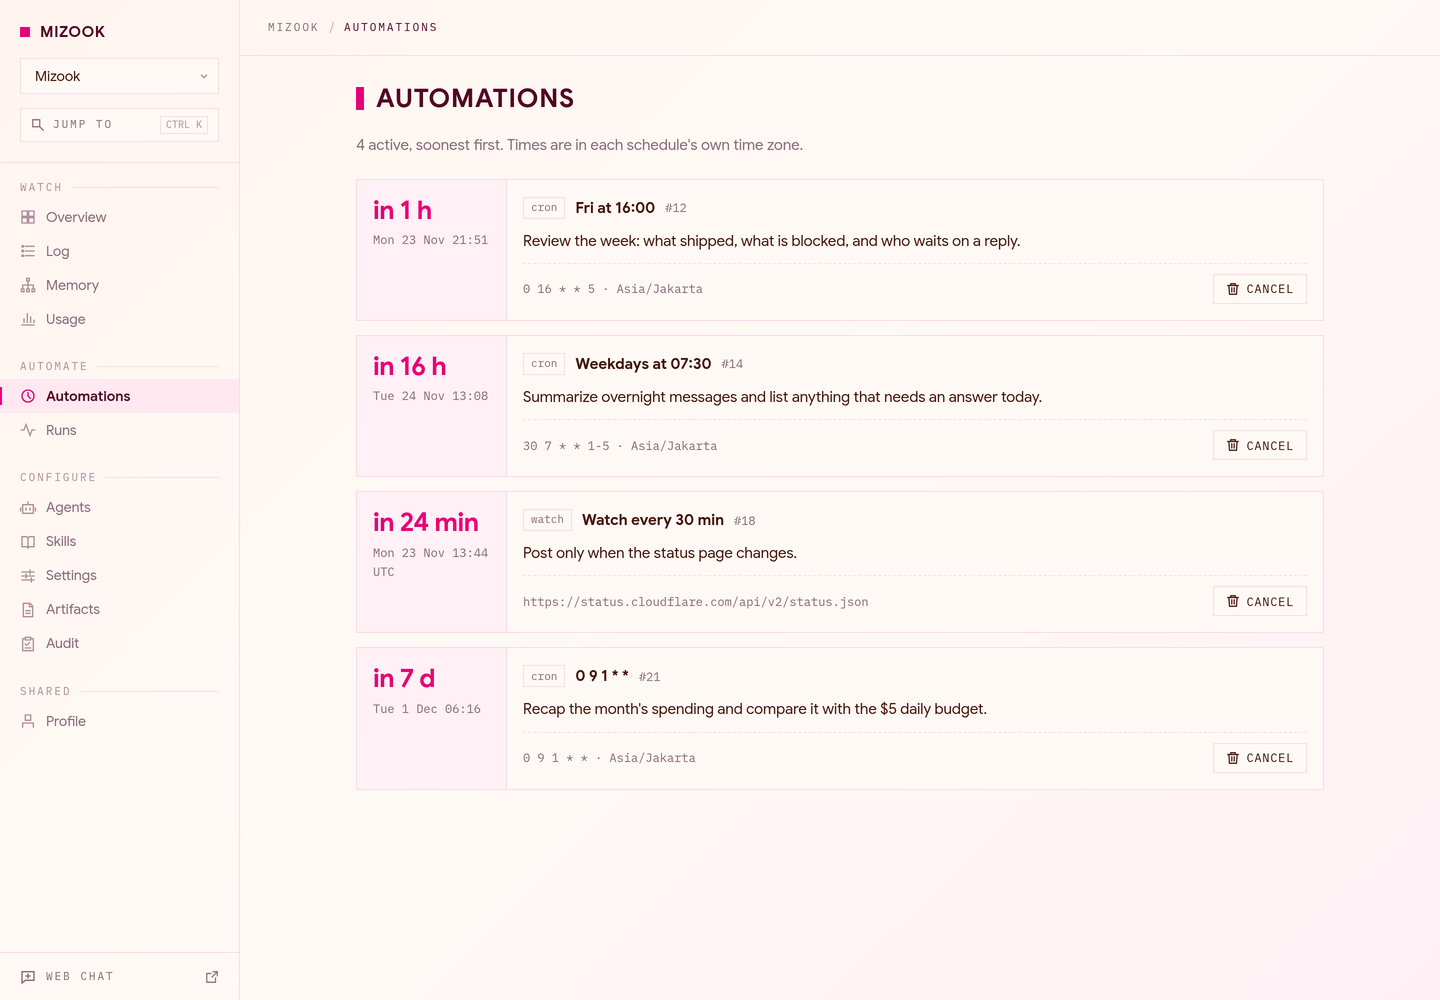 MIZOOK
Mizook
JUMP TO CTRL K
WATCH
Overview
Log
Memory
Usage
AUTOMATE
Automations
Runs
CONFIGURE
Agents
Skills
Settings
Artifacts
Audit
SHARED
Profile
WEB CHAT
MIZOOK / AUTOMATIONS
AUTOMATIONS
4 active, soonest first. Times are in each schedule's own time zone.
in 1 h
Mon 23 Nov 21:51
cron Fri at 16:00 #12
Review the week: what shipped, what is blocked, and who waits on a reply.
0 16 * * 5 · Asia/Jakarta
CANCEL
in 16 h
Tue 24 Nov 13:08
cron Weekdays at 07:30 #14
Summarize overnight messages and list anything that needs an answer today.
30 7 * * 1-5 · Asia/Jakarta
CANCEL
in 24 min
Mon 23 Nov 13:44
UTC
watch Watch every 30 min #18
Post only when the status page changes.
https://status.cloudflare.com/api/v2/status.json
CANCEL
in 7 d
Tue 1 Dec 06:16
cron 0 9 1 * * #21
Recap the month's spending and compare it with the $5 daily budget.
0 9 1 * * · Asia/Jakarta
CANCEL